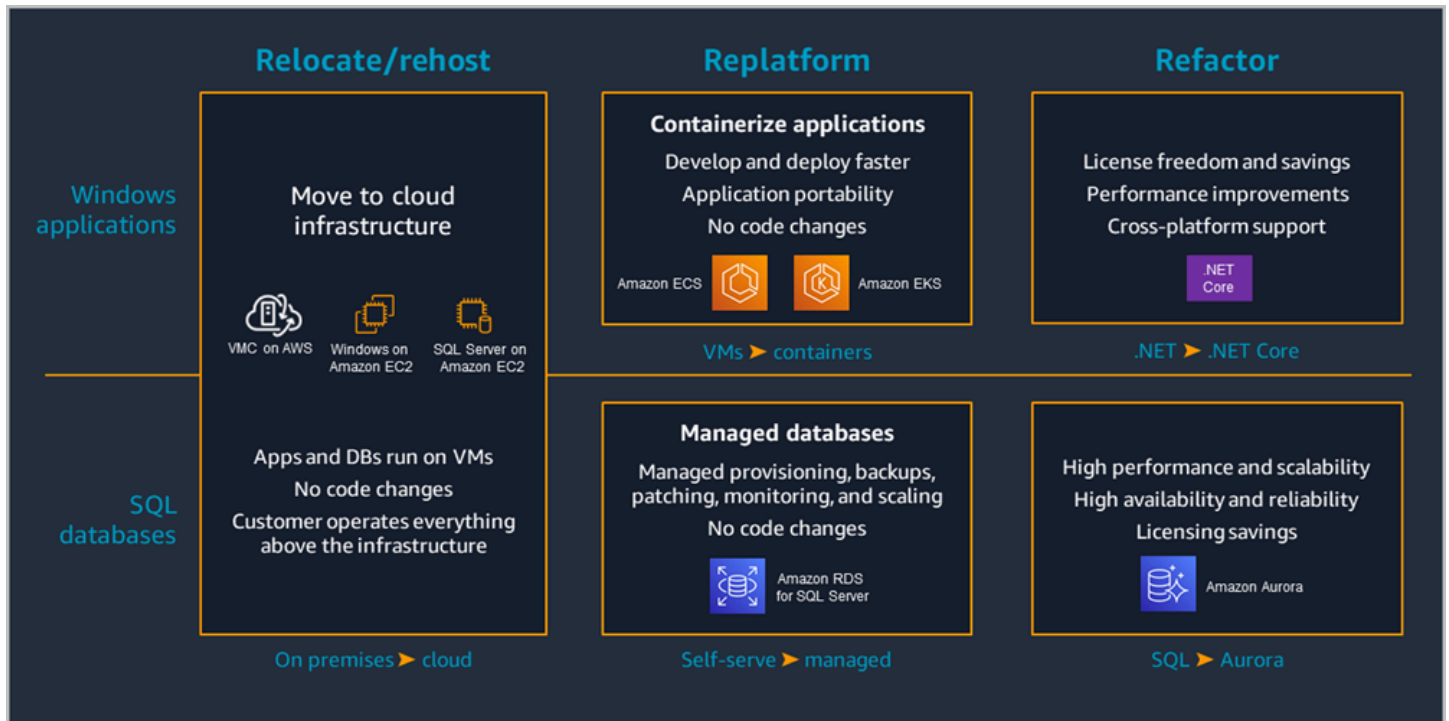 Relocate/rehost
Replatform
Refactor
Windows
applications
Move to cloud
infrastructure
VMC on AWS
Windows on
Amazon EC2
SQL Server on
Amazon EC2
Containerize applications
Develop and deploy faster
Application portability
No code changes
Amazon ECS
K
Amazon EKS
VMs ➤ containers
License freedom and savings
Performance improvements
Cross-platform support
.NET
Core
.NET ➤ .NET Core
SQL
databases
Apps and DBs run on VMs
No code changes
Customer operates everything
above the infrastructure
On premises ➤ cloud
Managed databases
Managed provisioning, backups,
patching, monitoring, and scaling
No code changes
Amazon RDS
for SQL Server
Self-serve ➤ managed
High performance and scalability
High availability and reliability
Licensing savings
Amazon Aurora
SQL ➤ Aurora